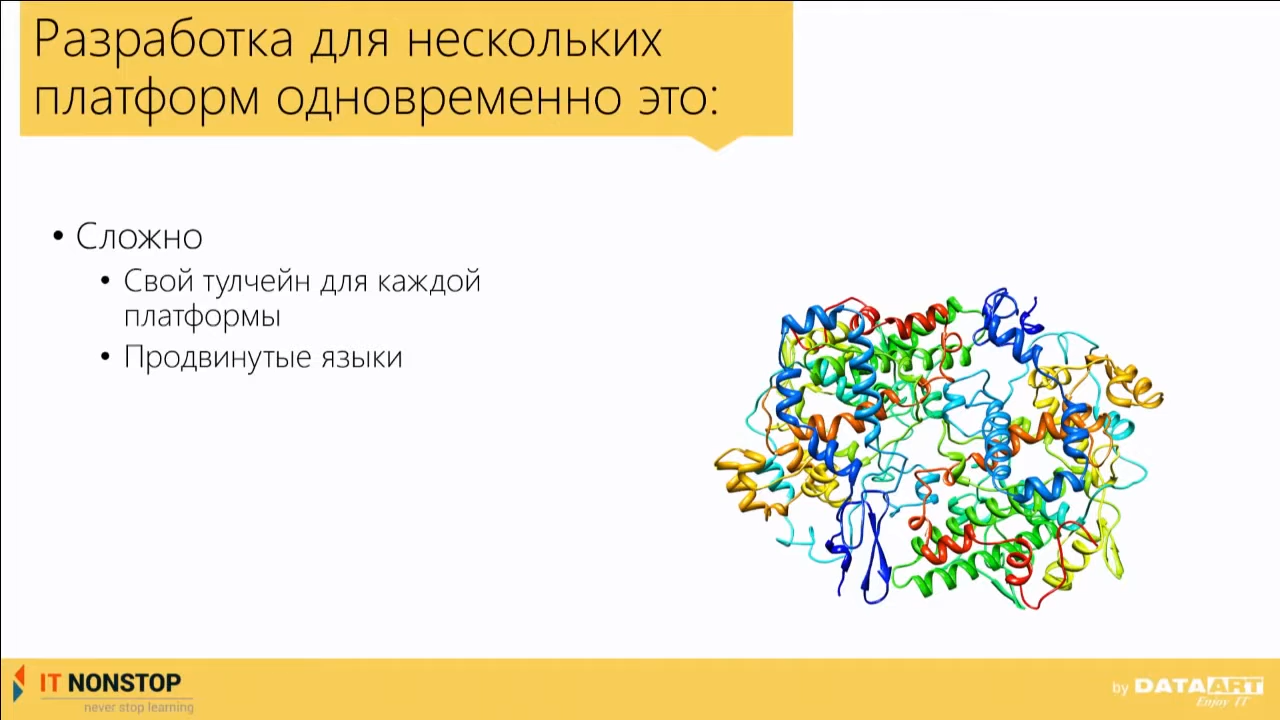 Разработка для нескольких
платформ одновременно это:
• Сложно
• Свой тулчейн для каждой
платформы
• Продвинутые языки
IT NONSTOP
never stop learning
by DATAART
Enjoy IT